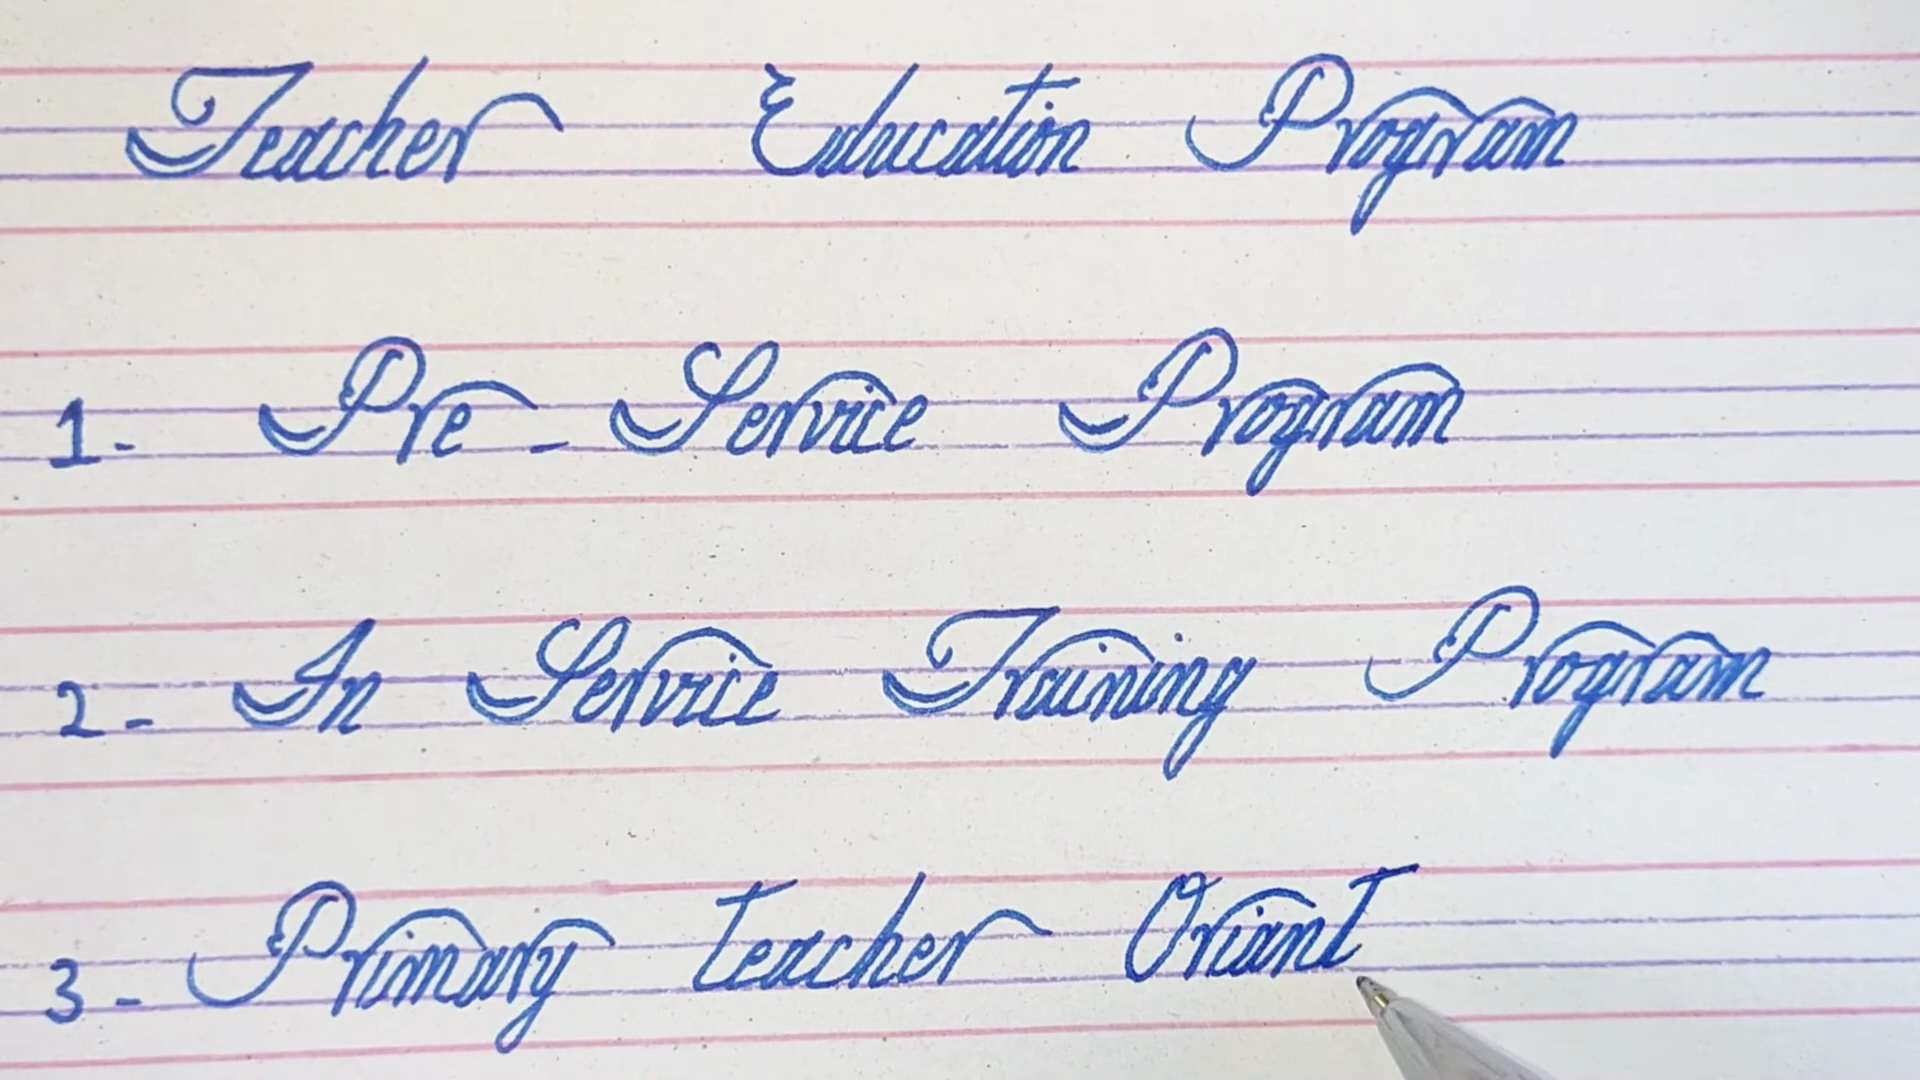 Teacher Education Program
1- Pre - Service Program
2- In Service Training Program
3- Primary Teacher Oriant